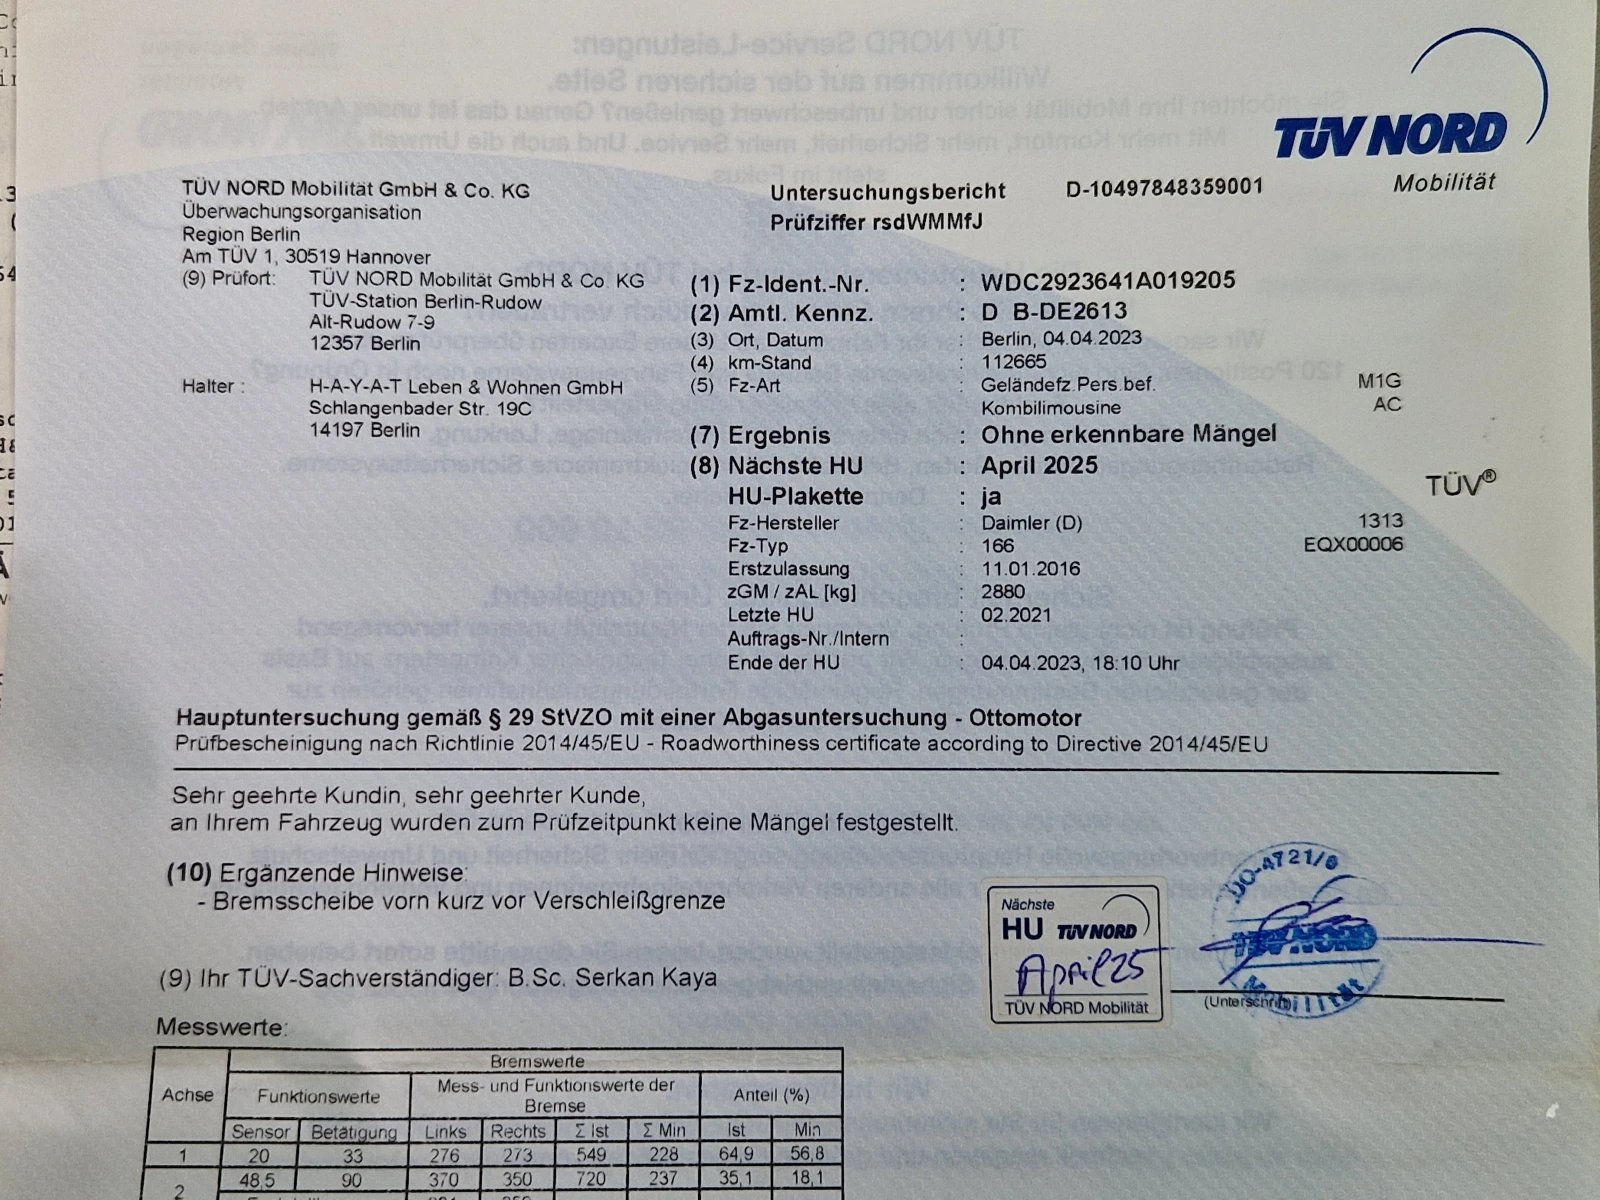 TÜV NORD
Mobilität
TÜV NORD Mobilität GmbH & Co. KG
Überwachungsorganisation
Region Berlin
Am TÜV 1, 30519 Hannover
(9) Prüfort: TÜV NORD Mobilität GmbH & Co. KG
TÜV-Station Berlin-Rudow
Alt-Rudow 7-9
12357 Berlin
Halter : H-A-Y-A-T Leben & Wohnen GmbH
Schlangenbader Str. 19C
14197 Berlin
Untersuchungsbericht D-10497848359001
Prüfziffer rsdWMMfJ
(1) Fz-Ident.-Nr. : WDC2923641A019205
(2) Amtl. Kennz. : D B-DE2613
(3) Ort, Datum : Berlin, 04.04.2023
(4) km-Stand : 112665
(5) Fz-Art : Geländefz.Pers.bef. M1G
Kombilimousine AC
(7) Ergebnis : Ohne erkennbare Mängel
(8) Nächste HU : April 2025
HU-Plakette : ja
TÜV®
Fz-Hersteller : Daimler (D) 1313
Fz-Typ : 166 EQX00006
Erstzulassung : 11.01.2016
zGM / zAL [kg] : 2880
Letzte HU : 02.2021
Auftrags-Nr./Intern :
Ende der HU : 04.04.2023, 18:10 Uhr
Hauptuntersuchung gemäß § 29 StVZO mit einer Abgasuntersuchung - Ottomotor
Prüfbescheinigung nach Richtlinie 2014/45/EU - Roadworthiness certificate according to Directive 2014/45/EU
Sehr geehrte Kundin, sehr geehrter Kunde,
an Ihrem Fahrzeug wurden zum Prüfzeitpunkt keine Mängel festgestellt.
(10) Ergänzende Hinweise:
- Bremsscheibe vorn kurz vor Verschleißgrenze
(9) Ihr TÜV-Sachverständiger: B.Sc. Serkan Kaya
Nächste
HU TÜV NORD
April 25
TÜV NORD Mobilität
TÜV NORD
Mobilität
(Unterschrift)
Messwerte:
Achse Bremswerte
Funktionswerte Mess- und Funktionswerte der Bremse Anteil (%)
Sensor Betätigung Links Rechts Σ Ist Σ Min Ist Min
1 20 33 276 273 549 228 64,9 56,8
2 48,5 90 370 350 720 237 35,1 18,1